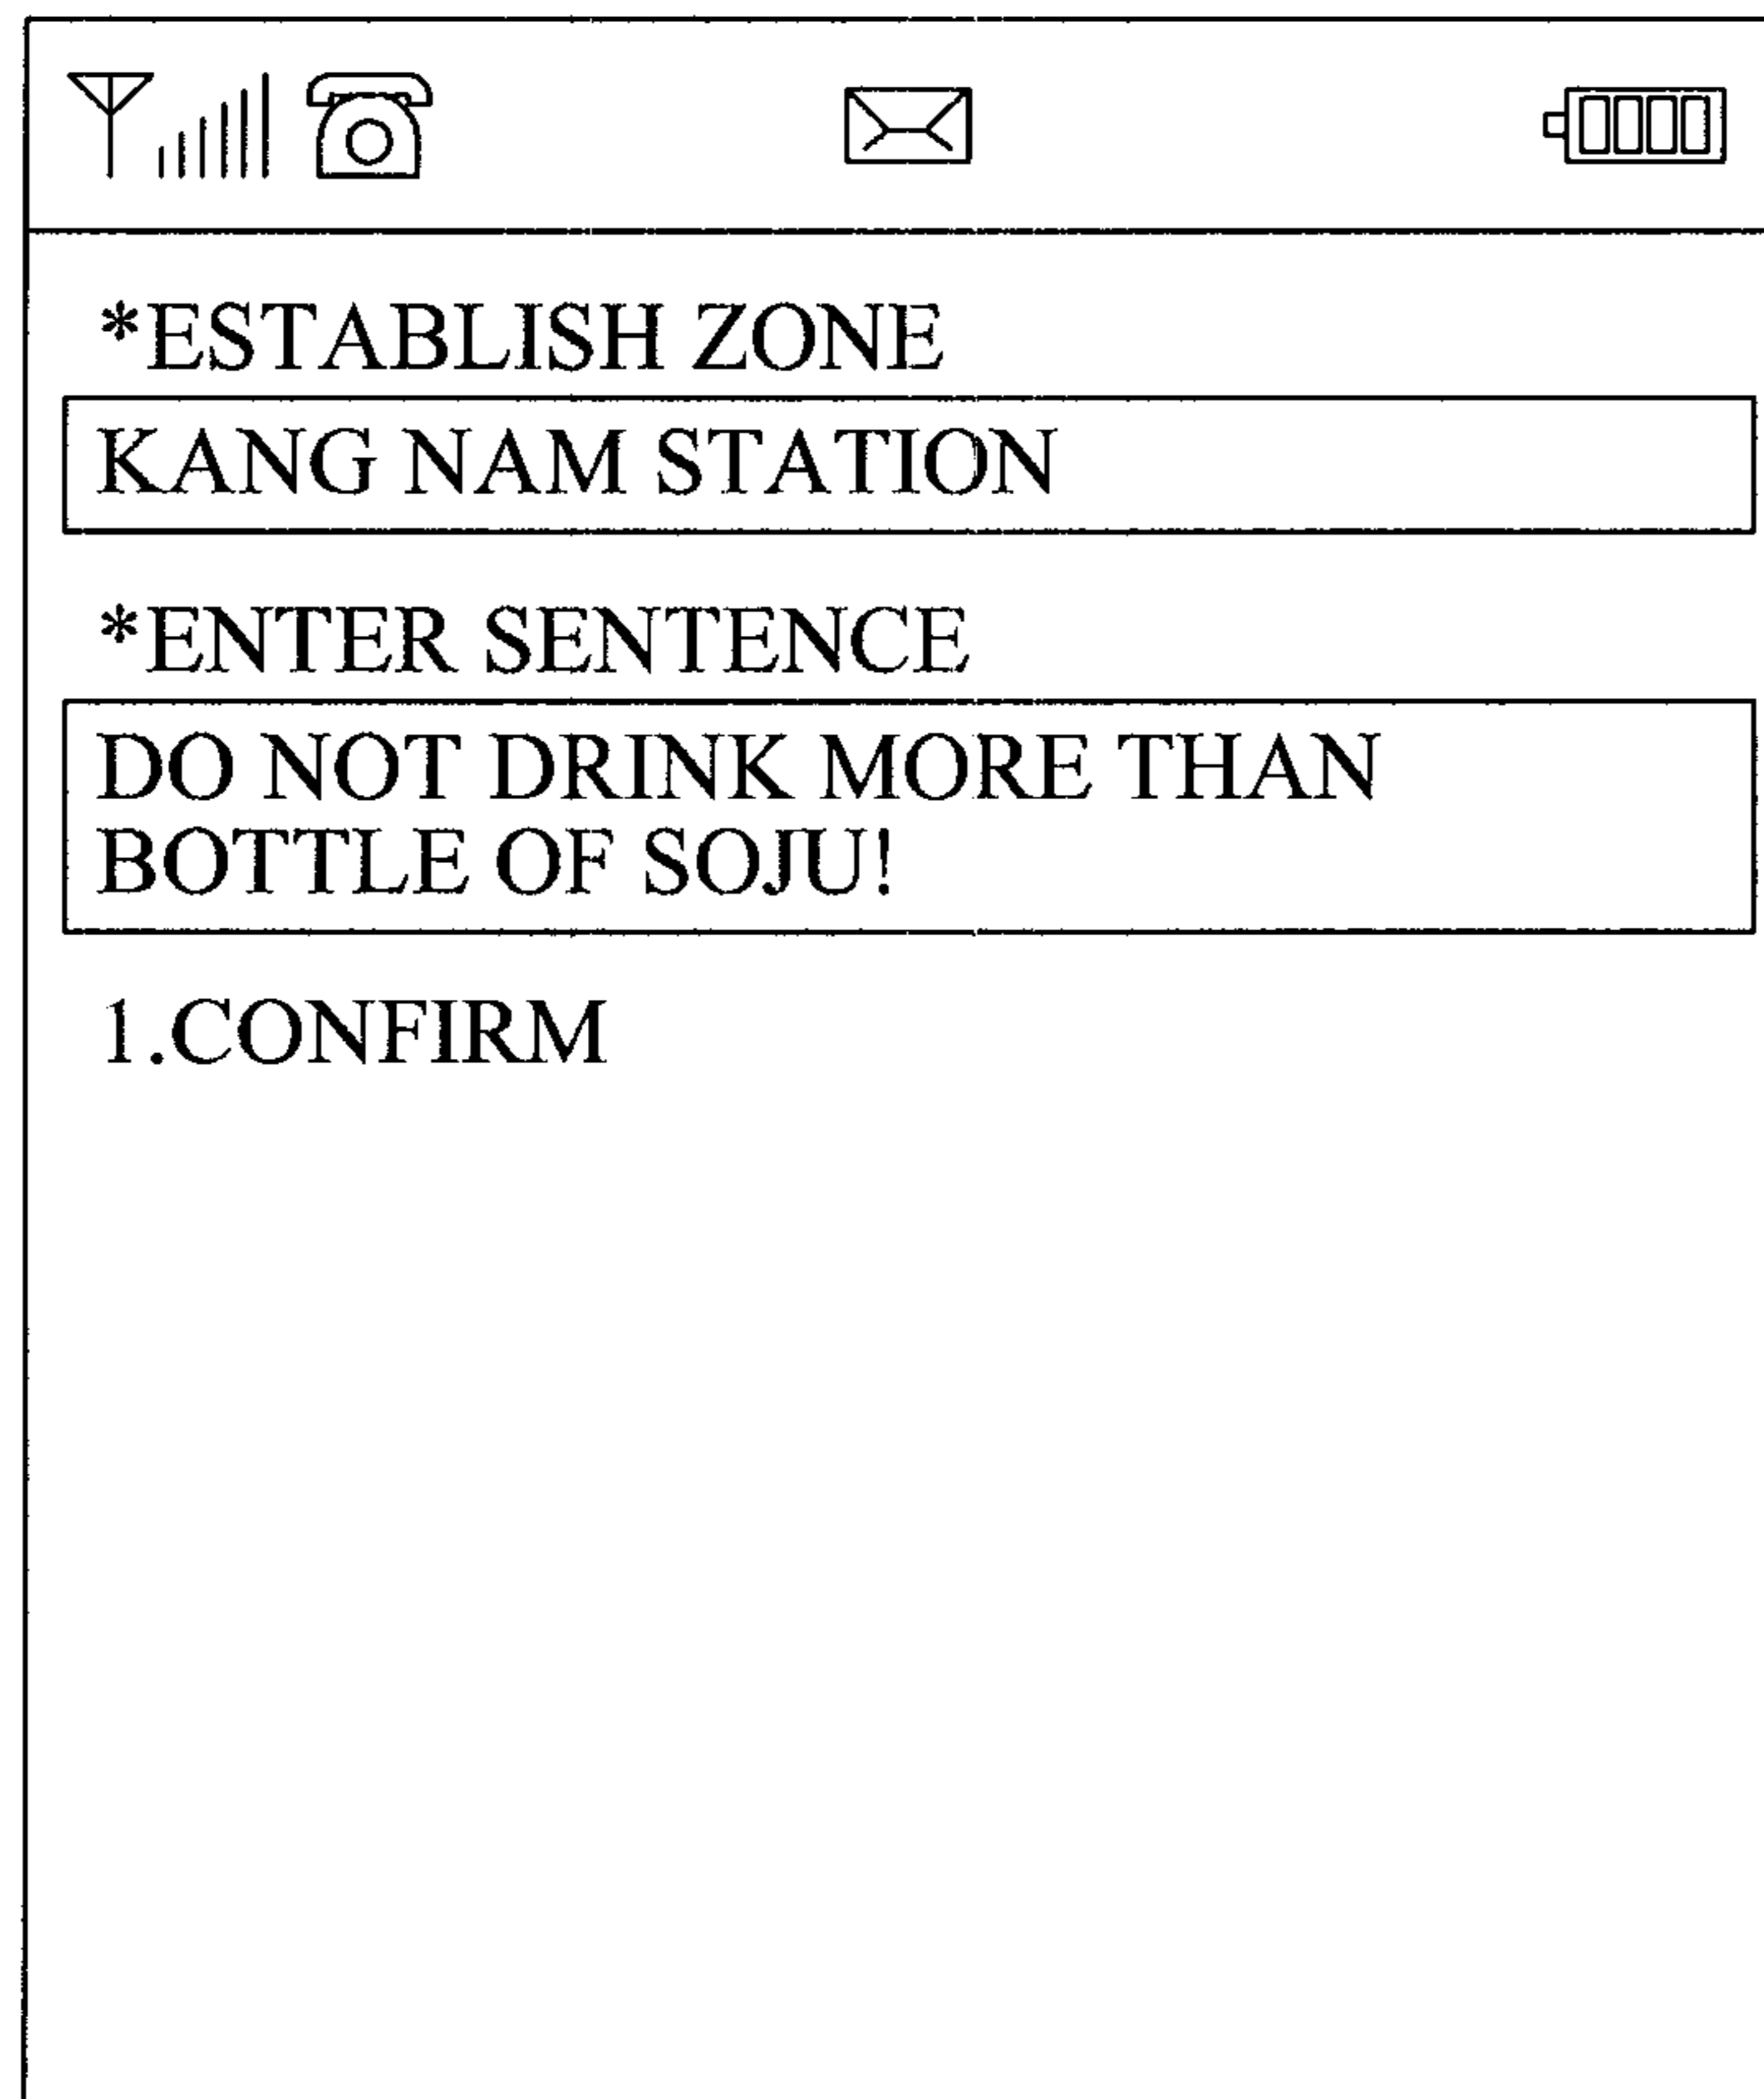 *ESTABLISH ZONE
KANG NAM STATION
*ENTER SENTENCE
DO NOT DRINK MORE THAN
BOTTLE OF SOJU!
1.CONFIRM